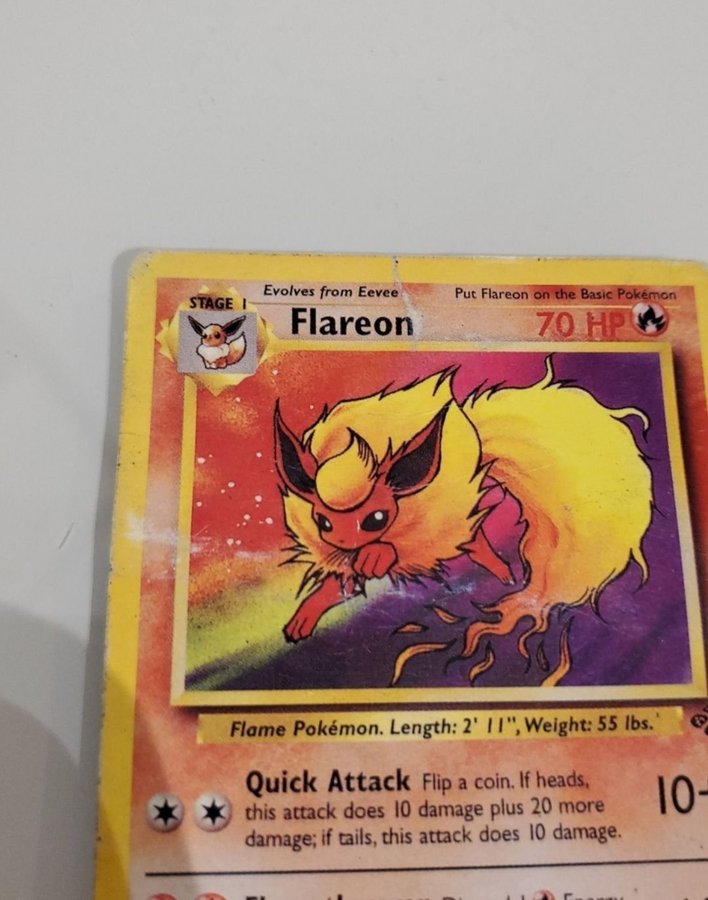 Evolves from Eevee Put Flareon on the Basic Pokémon
STAGE 1
Flareon 70 HP
Flame Pokémon. Length: 2' 11", Weight: 55 lbs.
Quick Attack Flip a coin. If heads,
this attack does 10 damage plus 20 more
damage; if tails, this attack does 10 damage.
10+
Energy